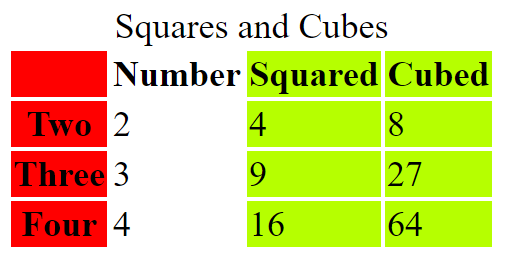 Squares and Cubes
Number Squared Cubed
Two 2 4 8
Three 3 9 27
Four 4 16 64